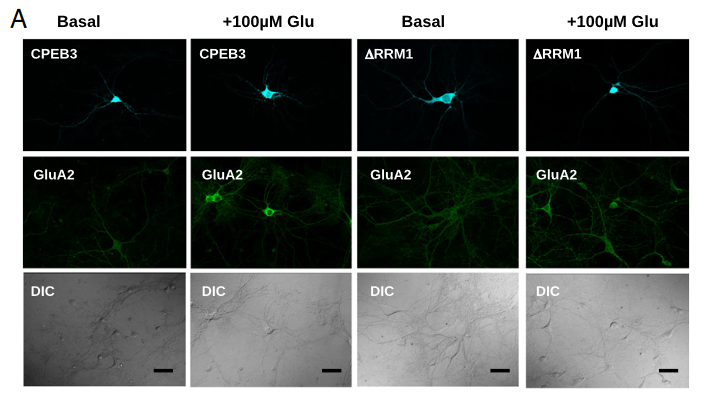 A
Basal +100µM Glu Basal +100µM Glu
CPEB3 CPEB3 ΔRRM1 ΔRRM1
GluA2 GluA2 GluA2 GluA2
DIC DIC DIC DIC